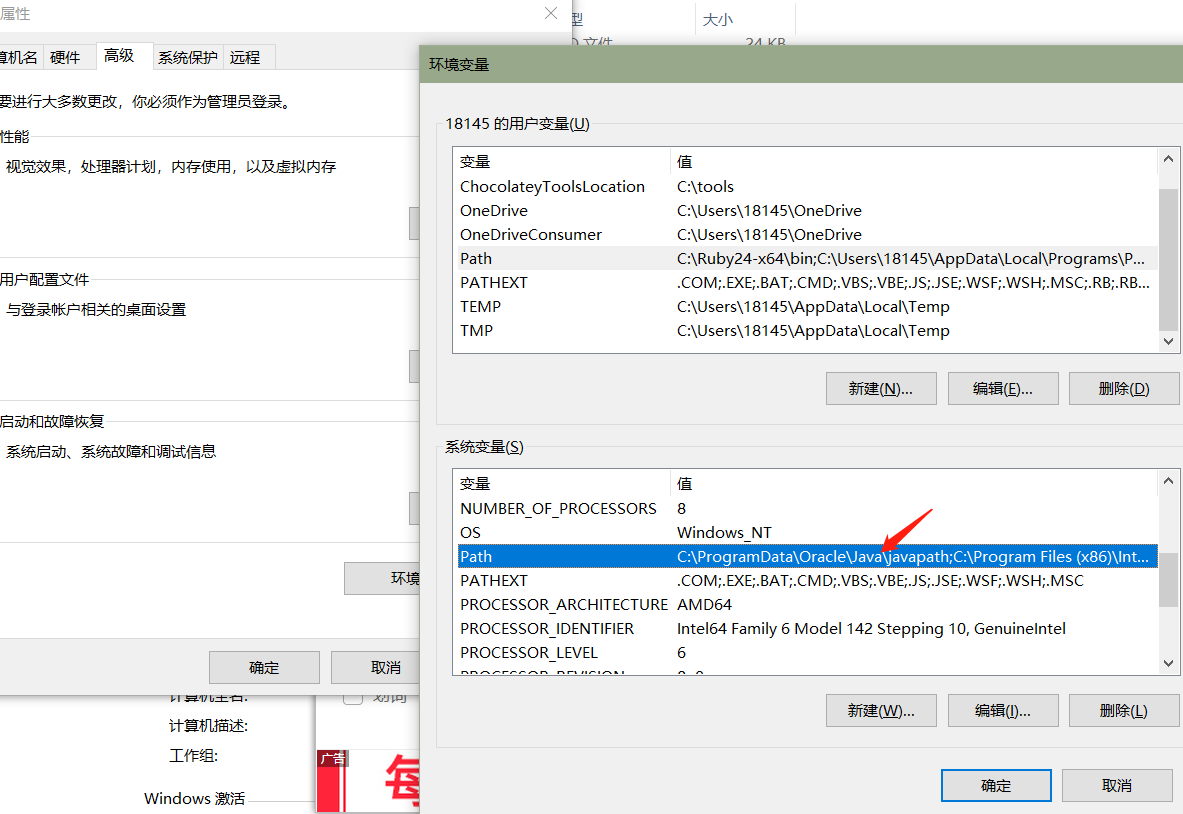 属性
型
大小
24 KB
算机名 硬件 高级 系统保护 远程
要进行大多数更改，你必须作为管理员登录。
性能
视觉效果，处理器计划，内存使用，以及虚拟内存
用户配置文件
与登录帐户相关的桌面设置
启动和故障恢复
系统启动、系统故障和调试信息
环境
确定 取消
计算机描述:
工作组:
Windows 激活
广告
每
环境变量
18145 的用户变量(U)
变量 值
ChocolateyToolsLocation C:\tools
OneDrive C:\Users\18145\OneDrive
OneDriveConsumer C:\Users\18145\OneDrive
Path C:\Ruby24-x64\bin;C:\Users\18145\AppData\Local\Programs\P...
PATHEXT .COM;.EXE;.BAT;.CMD;.VBS;.VBE;.JS;.JSE;.WSF;.WSH;.MSC;.RB;.RB...
TEMP C:\Users\18145\AppData\Local\Temp
TMP C:\Users\18145\AppData\Local\Temp
新建(N)... 编辑(E)... 删除(D)
系统变量(S)
变量 值
NUMBER_OF_PROCESSORS 8
OS Windows_NT
Path C:\ProgramData\Oracle\Java\javapath;C:\Program Files (x86)\Int...
PATHEXT .COM;.EXE;.BAT;.CMD;.VBS;.VBE;.JS;.JSE;.WSF;.WSH;.MSC
PROCESSOR_ARCHITECTURE AMD64
PROCESSOR_IDENTIFIER Intel64 Family 6 Model 142 Stepping 10, GenuineIntel
PROCESSOR_LEVEL 6
新建(W)... 编辑(I)... 删除(L)
确定 取消